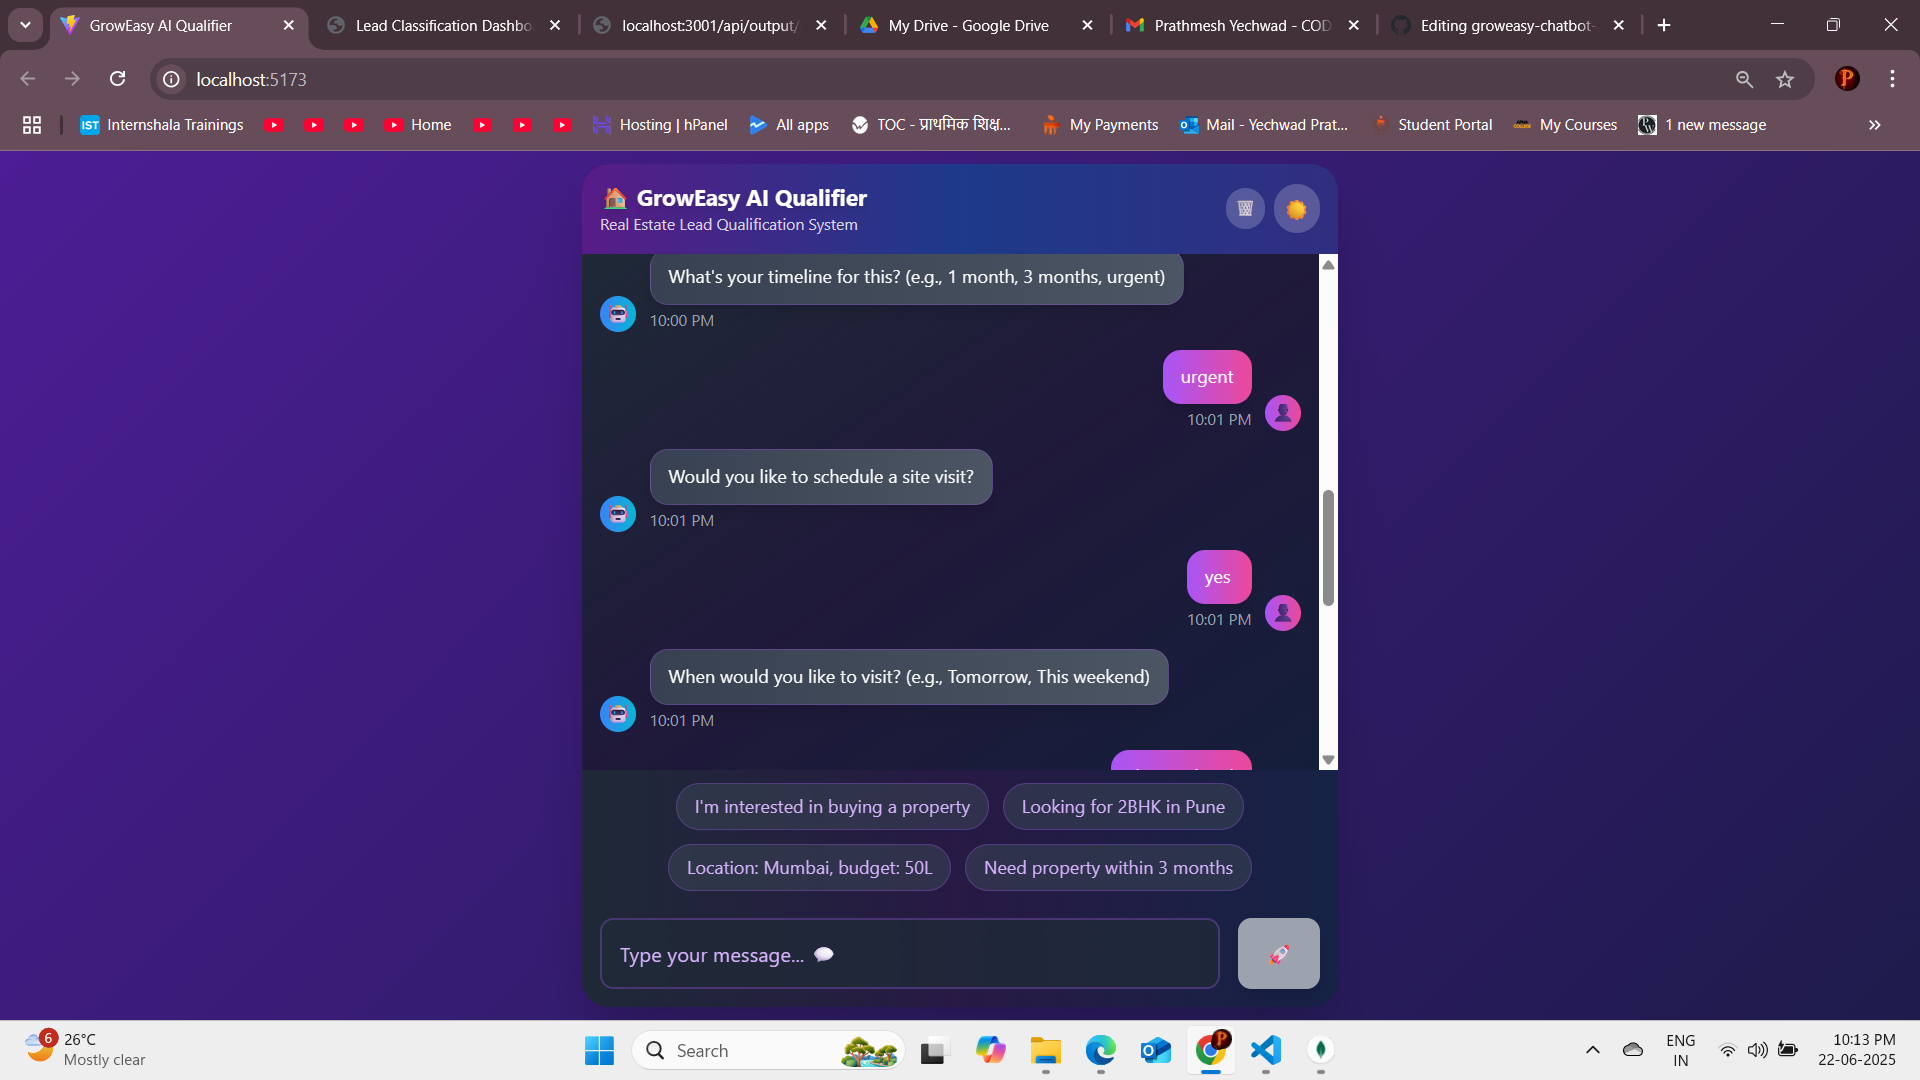 GrowEasy AI Qualifier
Lead Classification Dashbo
localhost:3001/api/output/
My Drive - Google Drive
Prathmesh Yechwad - COD
Editing groweasy-chatbot-
localhost:5173
P
IST Internshala Trainings
Home
Hosting | hPanel
All apps
TOC - प्राथमिक शिक्ष...
My Payments
Mail - Yechwad Prat...
Student Portal
My Courses
1 new message
GrowEasy AI Qualifier
Real Estate Lead Qualification System
What's your timeline for this? (e.g., 1 month, 3 months, urgent)
10:00 PM
urgent
10:01 PM
Would you like to schedule a site visit?
10:01 PM
yes
10:01 PM
When would you like to visit? (e.g., Tomorrow, This weekend)
10:01 PM
I'm interested in buying a property
Looking for 2BHK in Pune
Location: Mumbai, budget: 50L
Need property within 3 months
Type your message...
6
26°C
Mostly clear
Search
P
ENG
IN
10:13 PM
22-06-2025